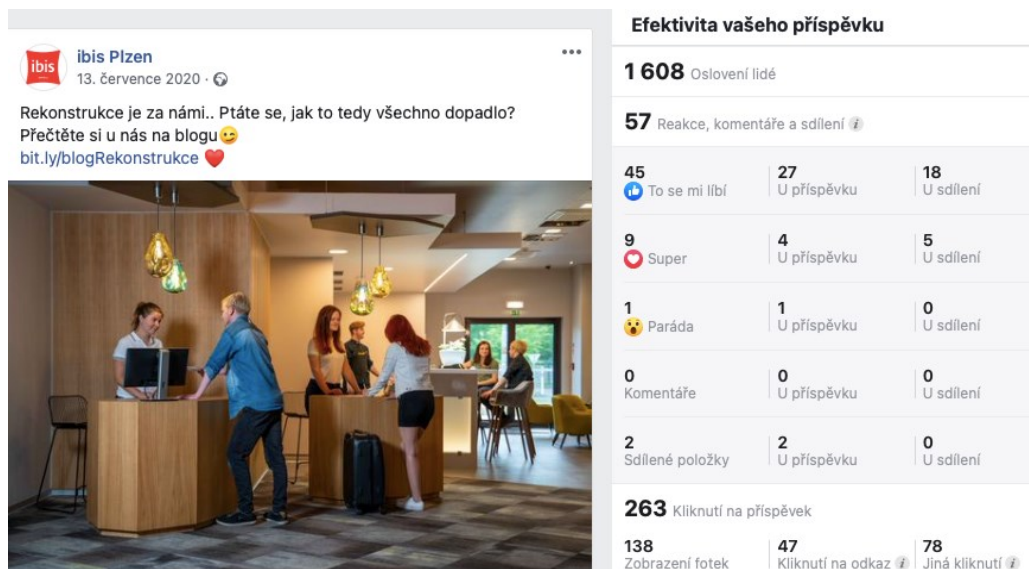 ibis
ibis Plzen
13. července 2020 ·
Rekonstrukce je za námi.. Ptáte se, jak to tedy všechno dopadlo?
Přečtěte si u nás na blogu😉
bit.ly/blogRekonstrukce ❤️
Efektivita vašeho příspěvku
1 608 Oslovení lidé
57 Reakce, komentáře a sdílení
45 To se mi líbí
27 U příspěvku
18 U sdílení
9 Super
4 U příspěvku
5 U sdílení
1 Paráda
1 U příspěvku
0 U sdílení
0 Komentáře
0 U příspěvku
0 U sdílení
2 Sdílené položky
2 U příspěvku
0 U sdílení
263 Kliknutí na příspěvek
138 Zobrazení fotek
47 Kliknutí na odkaz
78 Jiná kliknutí